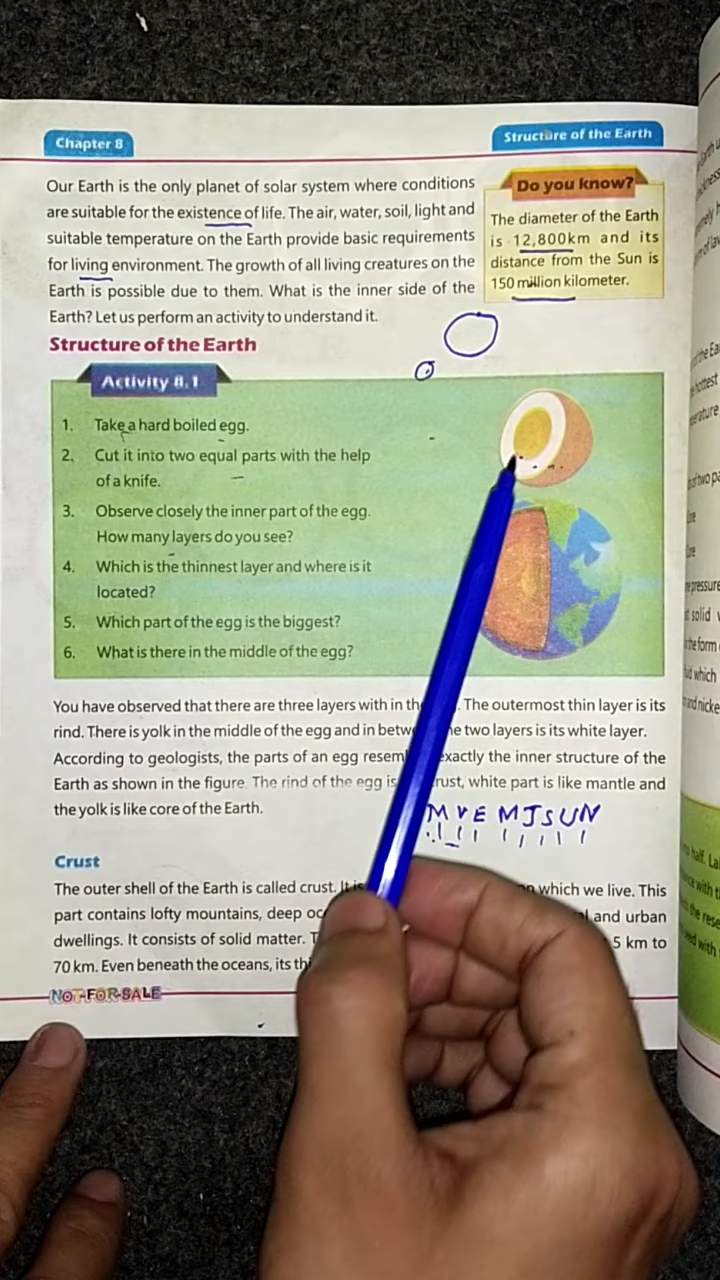 Chapter 8
Structure of the Earth
Our Earth is the only planet of solar system where conditions
are suitable for the existence of life. The air, water, soil, light and
suitable temperature on the Earth provide basic requirements
for living environment. The growth of all living creatures on the
Earth is possible due to them. What is the inner side of the
Earth? Let us perform an activity to understand it.
Do you know?
The diameter of the Earth
is 12,800km and its
distance from the Sun is
150 million kilometer.
Structure of the Earth
Activity 8.1
1. Take a hard boiled egg.
2. Cut it into two equal parts with the help
of a knife.
3. Observe closely the inner part of the egg.
How many layers do you see?
4. Which is the thinnest layer and where is it
located?
5. Which part of the egg is the biggest?
6. What is there in the middle of the egg?
You have observed that there are three layers with in . The outermost thin layer is its
rind. There is yolk in the middle of the egg and in two layers is its white layer.
According to geologists, the parts of an egg exactly the inner structure of the
Earth as shown in the figure. The rind of the egg is white part is like mantle and
the yolk is like core of the Earth.
M V E M J S U N
Crust
The outer shell of the Earth is called crust. It is on which we live. This
part contains lofty mountains, deep and urban
dwellings. It consists of solid matter. 5 km to
70 km. Even beneath the oceans, its
NOT FOR SALE